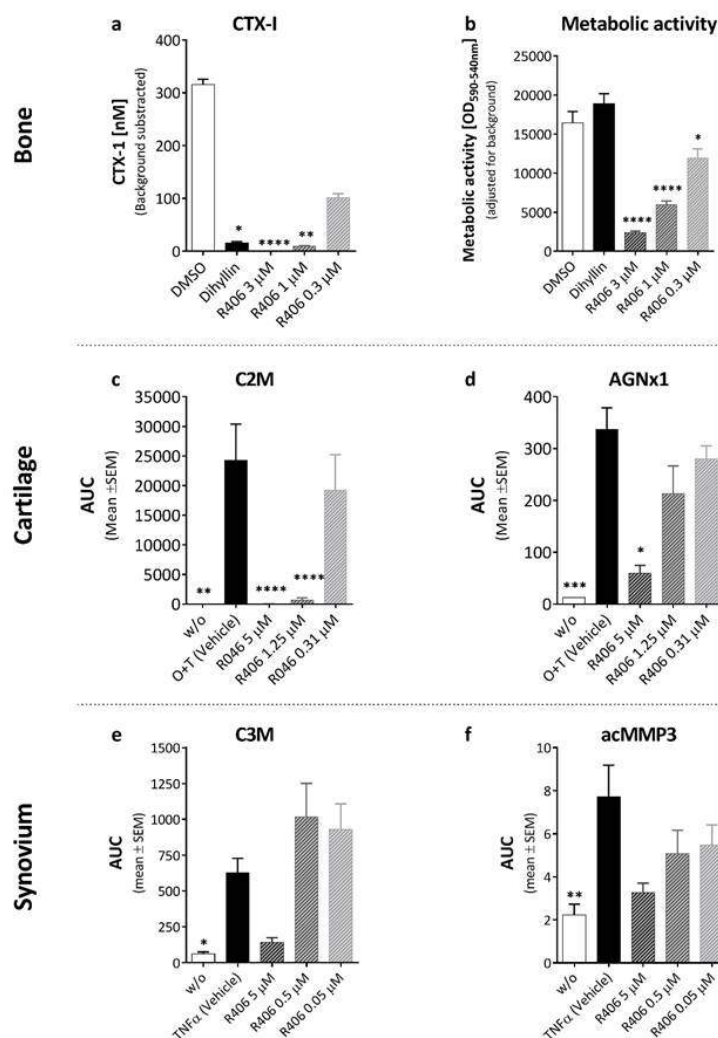 Bone
a
CTX-I
CTX-1 [nM]
(Background substracted)
400
300
200
100
0
*
****
**
DMSO
Dihyllin
R406 3 µM
R406 1 µM
R406 0.3 µM
b
Metabolic activity
Metabolic activity [OD590-540nm]
(adjusted for background)
25000
20000
15000
10000
5000
0
****
****
*
DMSO
Dihyllin
R406 3 µM
R406 1 µM
R406 0.3 µM
Cartilage
c
C2M
AUC
(Mean ±SEM)
35000
30000
25000
20000
15000
10000
5000
0
**
****
****
w/o
O+T (Vehicle)
R046 5 µM
R406 1.25 µM
R046 0.31 µM
d
AGNx1
AUC
(Mean ±SEM)
400
300
200
100
0
***
*
w/o
O+T (Vehicle)
R406 5 µM
R406 1.25 µM
R406 0.31 µM
Synovium
e
C3M
AUC
(mean ± SEM)
1500
1250
1000
750
500
250
0
*
w/o
TNFα (Vehicle)
R406 5 µM
R406 0.5 µM
R406 0.05 µM
f
acMMP3
AUC
(mean ± SEM)
10
8
6
4
2
0
**
w/o
TNFα (Vehicle)
R406 5 µM
R406 0.5 µM
R406 0.05 µM